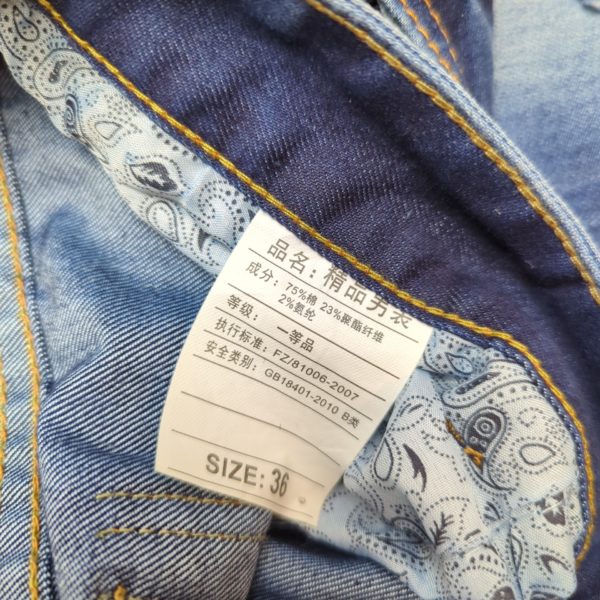 品名: 精品男装
成分: 75%棉 23%聚酯纤维
2%氨纶
等级: 一等品
执行标准: FZ/81006-2007
安全类别: GB18401-2010 B类
SIZE: 36